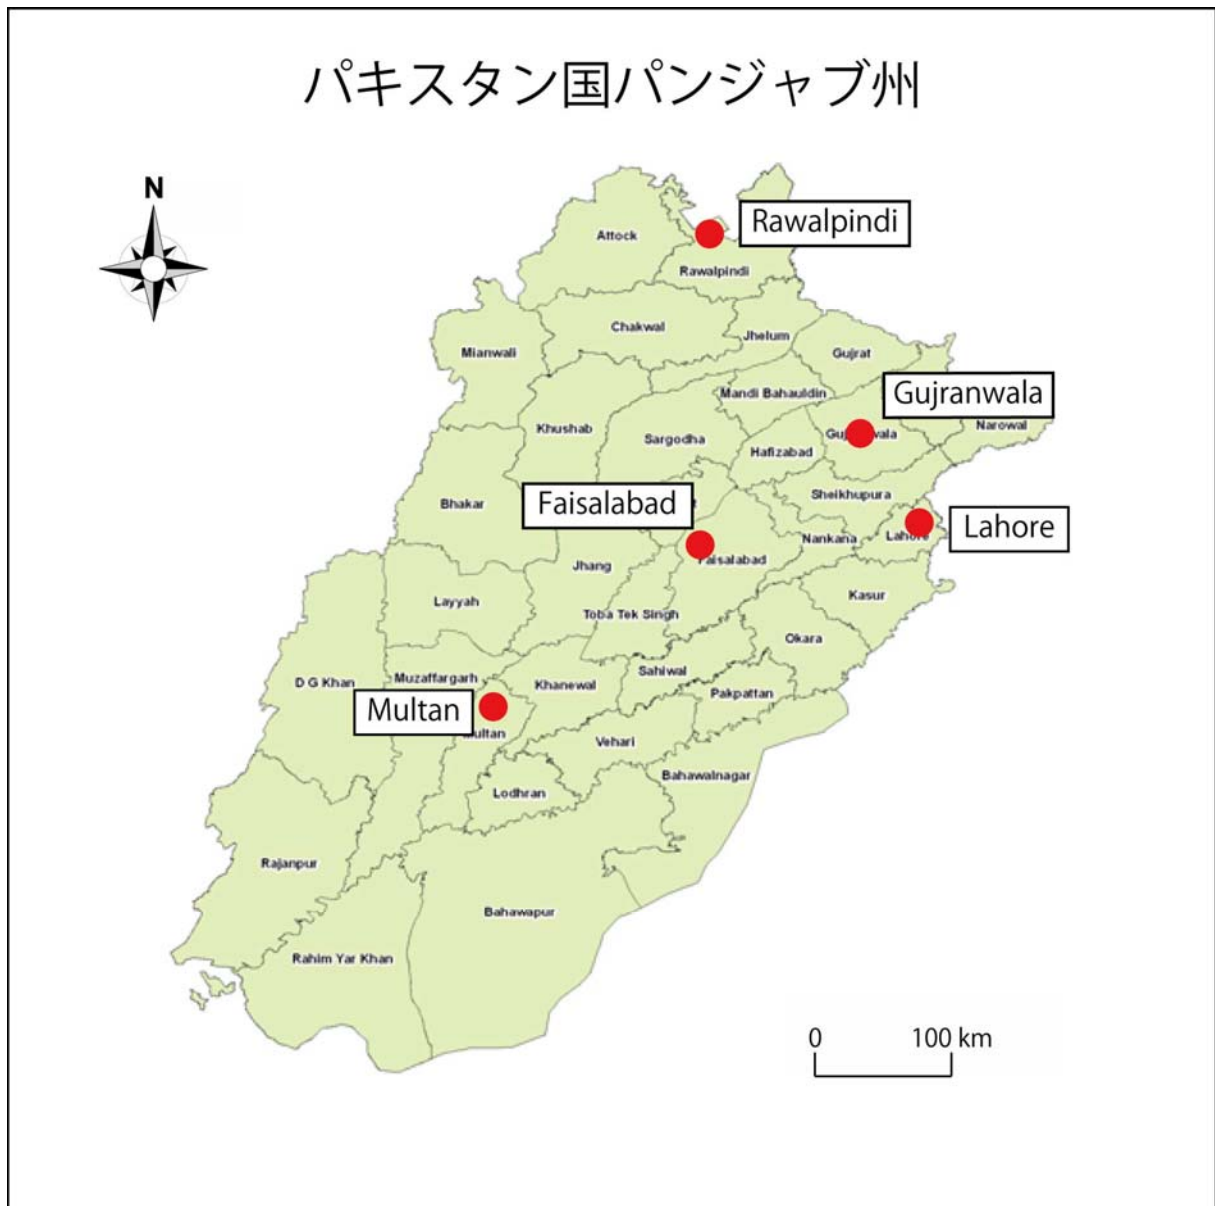 パキスタン国パンジャブ州
N
Rawalpindi
Attock
Rawalpindi
Chakwal
Jhelum
Mianwali
Gujrat
Gujranwala
Mandi Bahauldin
Khushab
Narowal
Sargodha
Hafizabad
Sheikhupura
Bhakar
Faisalabad
Lahore
Lahore
Nankana
Faisalabad
Jhang
Kasur
Layyah
Toba Tek Singh
Okara
Sahiwal
D G Khan
Muzaffargarh
Khanewal
Pakpattan
Multan
Multan
Vehari
Bahawalnagar
Lodhran
Rajanpur
Bahawapur
Rahim Yar Khan
0 100 km